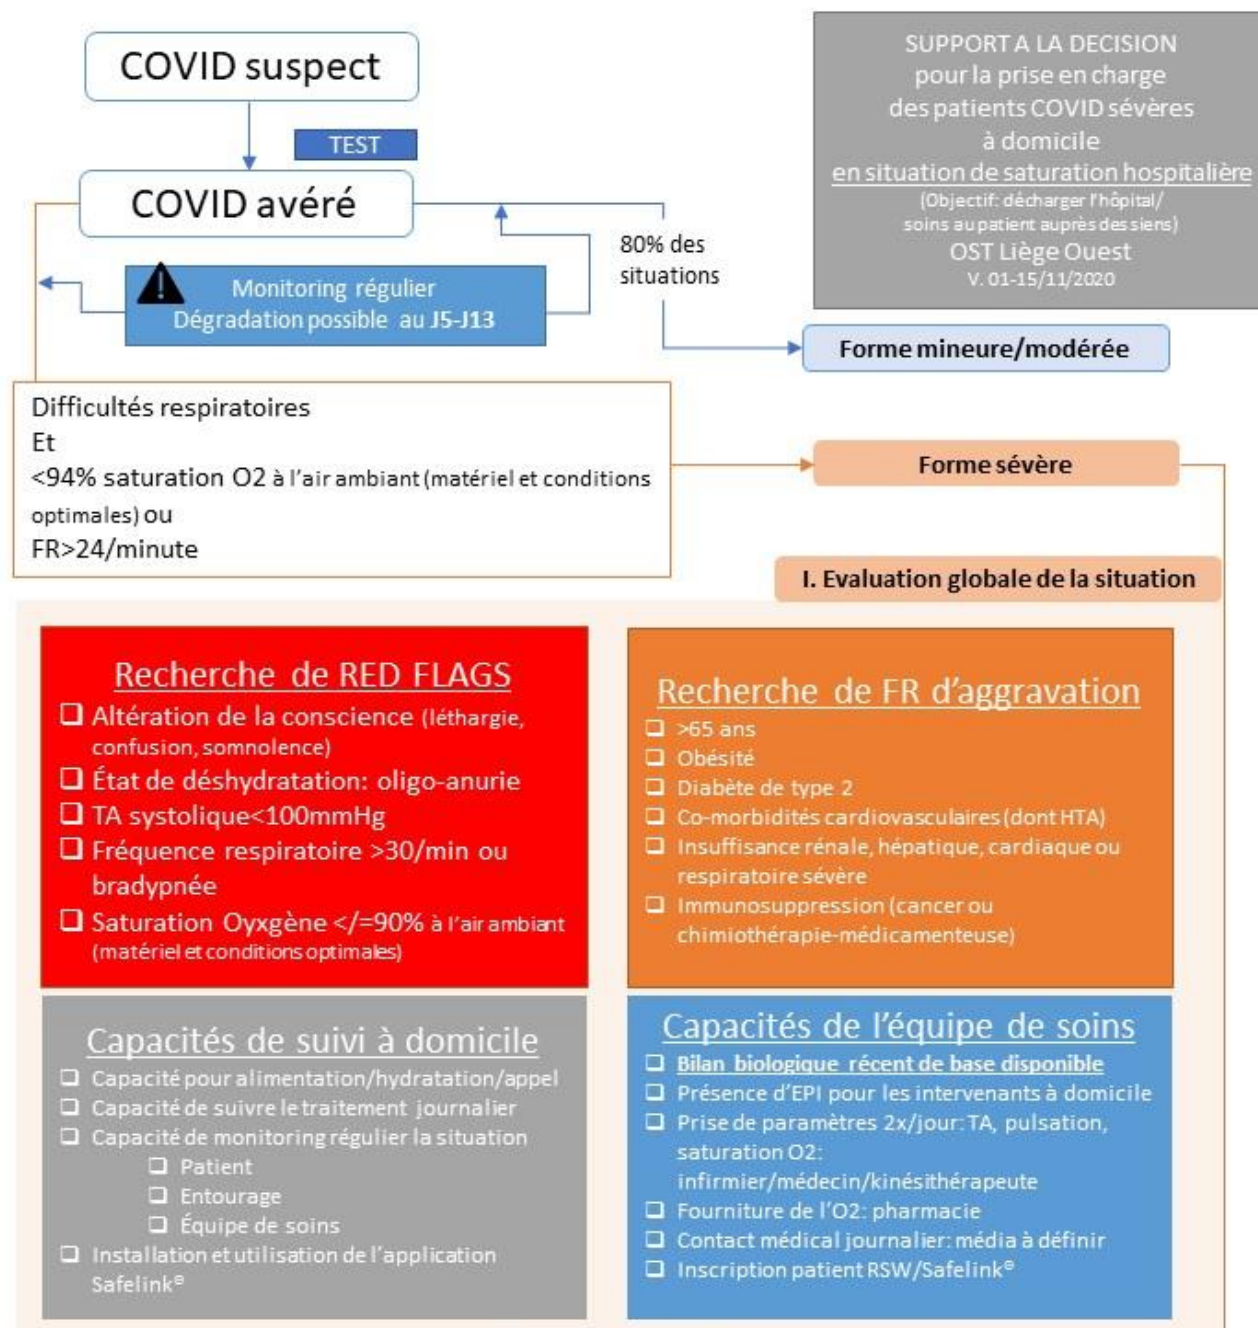 COVID suspect
TEST
COVID avéré
Monitoring régulier
Dégradation possible au J5-J13
80% des
situations
SUPPORT A LA DECISION
pour la prise en charge
des patients COVID sévères
à domicile
en situation de saturation hospitalière
(Objectif: décharger l'hôpital/
soins au patient auprès des siens)
OST Liège Ouest
V. 01-15/11/2020
Forme mineure/modérée
Difficultés respiratoires
Et
<94% saturation O2 à l'air ambiant (matériel et conditions
optimales) ou
FR>24/minute
Forme sévère
I. Evaluation globale de la situation
Recherche de RED FLAGS
❑ Altération de la conscience (léthargie,
confusion, somnolence)
❑ État de déshydratation: oligo-anurie
❑ TA systolique<100mmHg
❑ Fréquence respiratoire >30/min ou
bradypnée
❑ Saturation Oyxgène </=90% à l'air ambiant
(matériel et conditions optimales)
Recherche de FR d'aggravation
❑ >65 ans
❑ Obésité
❑ Diabète de type 2
❑ Co-morbidités cardiovasculaires (dont HTA)
❑ Insuffisance rénale, hépatique, cardiaque ou
respiratoire sévère
❑ Immunosuppression (cancer ou
chimiothérapie-médicamenteuse)
Capacités de suivi à domicile
❑ Capacité pour alimentation/hydratation/appel
❑ Capacité de suivre le traitement journalier
❑ Capacité de monitoring régulier la situation
❑ Patient
❑ Entourage
❑ Équipe de soins
❑ Installation et utilisation de l'application
Safelink®
Capacités de l'équipe de soins
❑ Bilan biologique récent de base disponible
❑ Présence d'EPI pour les intervenants à domicile
❑ Prise de paramètres 2x/jour: TA, pulsation,
saturation O2:
infirmier/médecin/kinésithérapeute
❑ Fourniture de l'O2: pharmacie
❑ Contact médical journalier: média à définir
❑ Inscription patient RSW/Safelink®